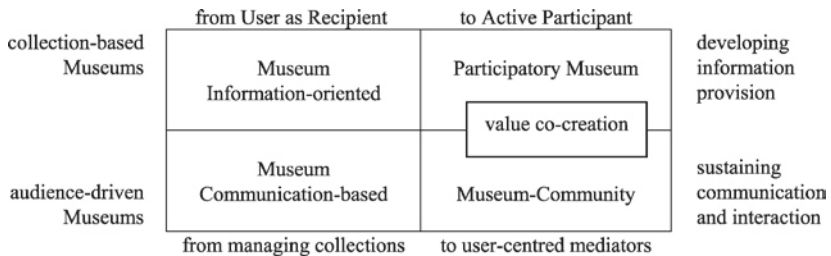 from User as Recipient
to Active Participant
collection-based
Museums
Museum
Information-oriented
Participatory Museum
developing
information
provision
value co-creation
audience-driven
Museums
Museum
Communication-based
Museum-Community
sustaining
communication
and interaction
from managing collections
to user-centred mediators